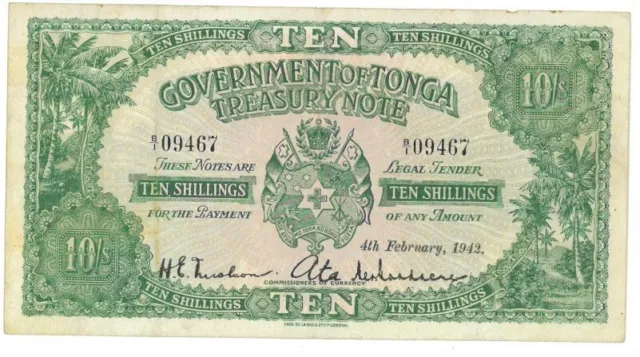 TEN
TEN SHILLINGS TEN SHILLINGS
GOVERNMENT OF TONGA
TREASURY NOTE
10/s
B/1 09467 B/1 09467
THESE NOTES ARE LEGAL TENDER
TEN SHILLINGS TEN SHILLINGS
FOR THE PAYMENT OF ANY AMOUNT
4th February, 1942.
10/s
Ata
COMMISSIONERS OF CURRENCY.
TEN SHILLINGS TEN SHILLINGS
TEN